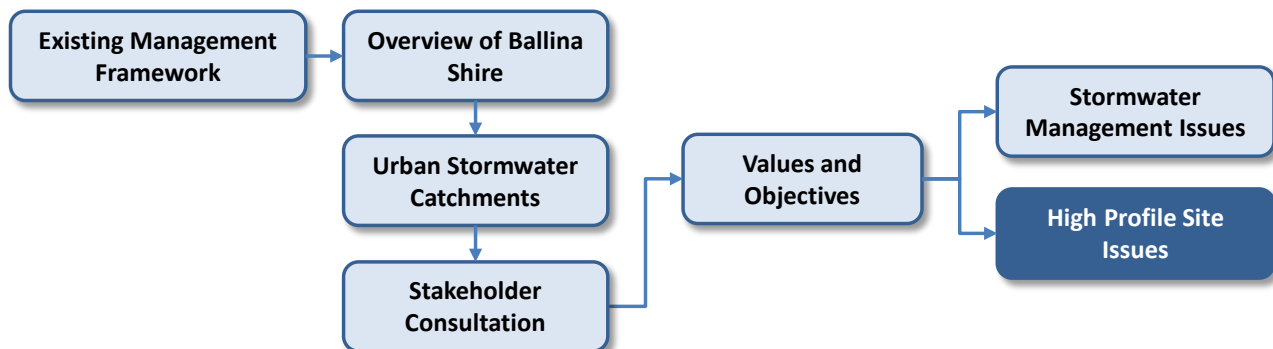 Existing Management
Framework
Overview of Ballina
Shire
Urban Stormwater
Catchments
Stakeholder
Consultation
Values and
Objectives
Stormwater
Management Issues
High Profile Site
Issues